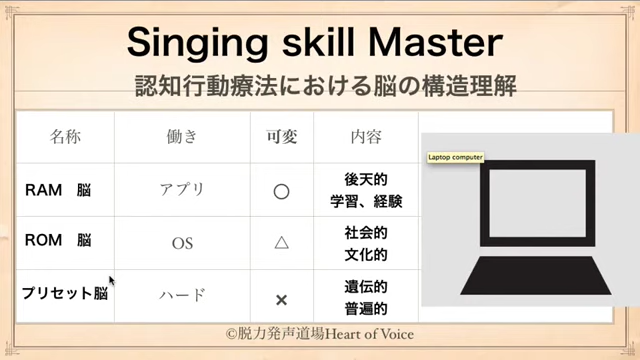 Singing skill Master
認知行動療法における脳の構造理解
名称 働き 可変 内容
RAM 脳 アプリ ○ 後天的
学習、経験
ROM 脳 OS △ 社会的
文化的
プリセット脳 ハード × 遺伝的
普遍的
Laptop computer
©脱力発声道場Heart of Voice